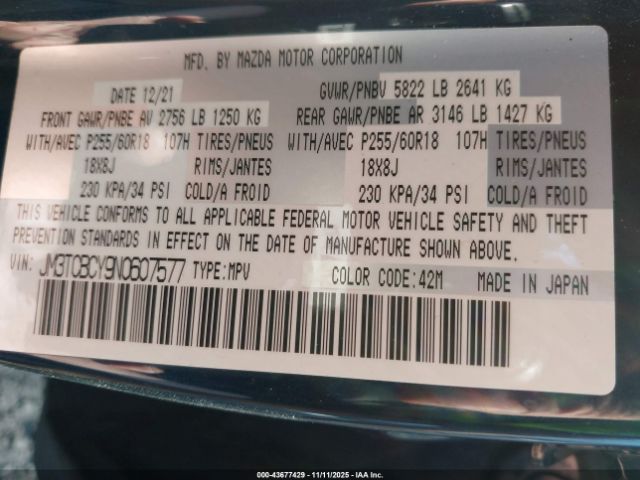 MFD. BY MAZDA MOTOR CORPORATION
DATE 12/21 GVWR/PNBV 5822 LB 2641 KG
FRONT GAWR/PNBE AV 2756 LB 1250 KG REAR GAWR/PNBE AR 3146 LB 1427 KG
WITH/AVEC P255/60R18 107H TIRES/PNEUS WITH/AVEC P255/60R18 107H TIRES/PNEUS
18X8J RIMS/JANTES 18X8J RIMS/JANTES
230 KPA/34 PSI COLD/A FROID 230 KPA/34 PSI COLD/A FROID
THIS VEHICLE CONFORMS TO ALL APPLICABLE FEDERAL MOTOR VEHICLE SAFETY AND THEFT
PREVENTION STANDARDS IN EFFECT ON THE DATE OF MANUFACTURE SHOWN ABOVE.
VIN: JM3TCBCY9N0607577 TYPE:MPV COLOR CODE:42M MADE IN JAPAN
000-43677429 - 11/11/2025 - IAA Inc.